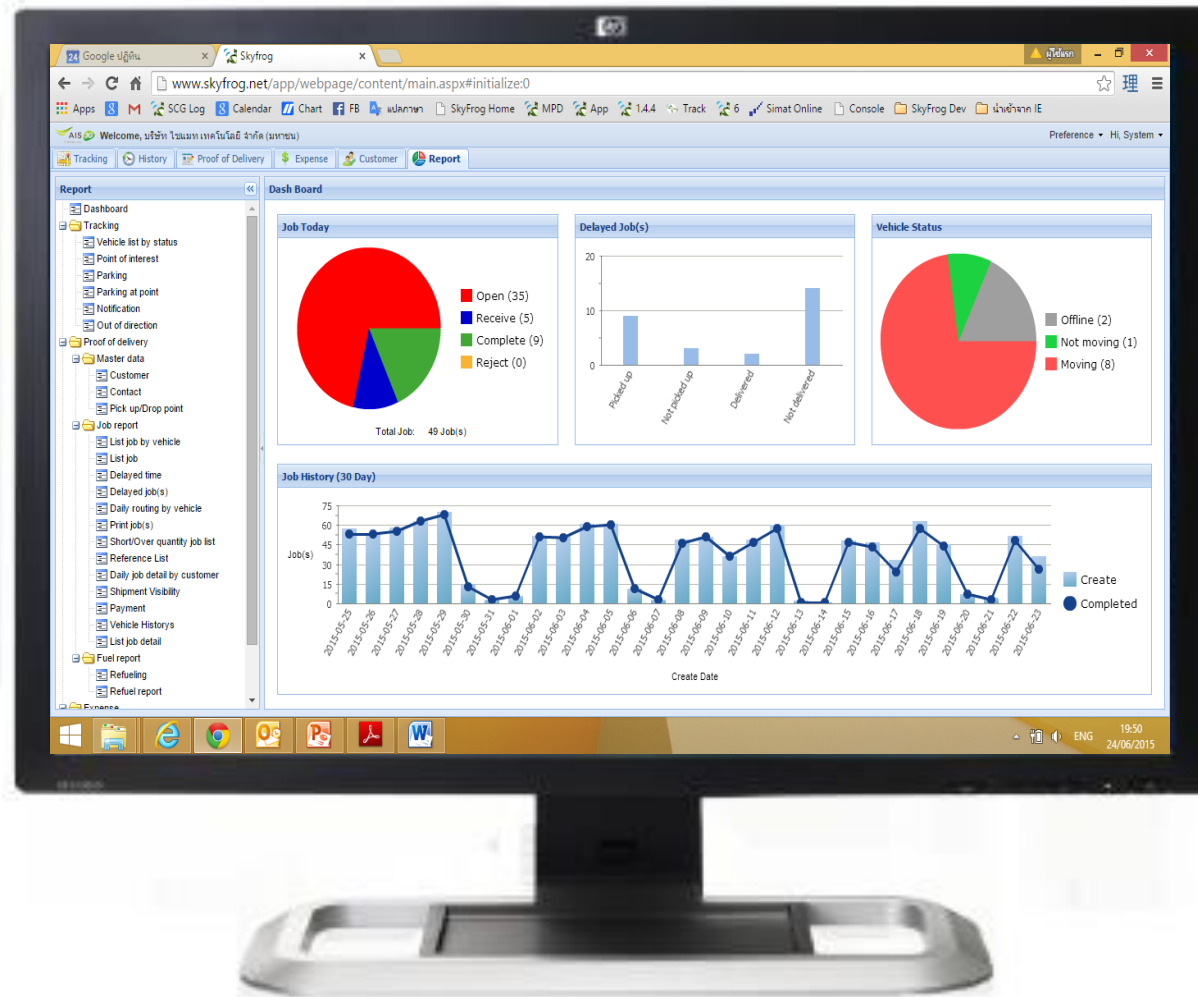 hp
24 Google ปฏิทิน
Skyfrog
ผู้ใช้แรก
www.skyfrog.net/app/webpage/content/main.aspx#initialize:0
理
Apps 8 M SCG Log 8 Calendar Chart FB แปลภาษา SkyFrog Home MPD App 1.4.4 Track 6 Simat Online Console SkyFrog Dev นำเข้าจาก IE
AIS Welcome, บริษัท ไซแมท เทคโนโลยี จำกัด (มหาชน)
Preference Hi, System
Tracking History Proof of Delivery $ Expense Customer Report
Report
Dashboard
Tracking
Vehicle list by status
Point of interest
Parking
Parking at point
Notification
Out of direction
Proof of delivery
Master data
Customer
Contact
Pick up/Drop point
Job report
List job by vehicle
List job
Delayed time
Delayed job(s)
Daily routing by vehicle
Print job(s)
Short/Over quantity job list
Reference List
Daily job detail by customer
Shipment Visibility
Payment
Vehicle Historys
List job detail
Fuel report
Refueling
Refuel report
Expense
Dash Board
Job Today
Open (35)
Receive (5)
Complete (9)
Reject (0)
Total Job: 49 Job(s)
Delayed Job(s)
20
10
0
Picked up
Not picked up
Delivered
Not delivered
Vehicle Status
Offline (2)
Not moving (1)
Moving (8)
Job History (30 Day)
Job(s)
75
60
45
30
15
0
2015-05-25
2015-05-26
2015-05-27
2015-05-28
2015-05-29
2015-05-30
2015-05-31
2015-06-01
2015-06-02
2015-06-03
2015-06-04
2015-06-05
2015-06-06
2015-06-07
2015-06-08
2015-06-09
2015-06-10
2015-06-11
2015-06-12
2015-06-13
2015-06-14
2015-06-15
2015-06-16
2015-06-17
2015-06-18
2015-06-19
2015-06-20
2015-06-21
2015-06-22
2015-06-23
Create Date
Create
Completed
ENG
19:50
24/06/2015